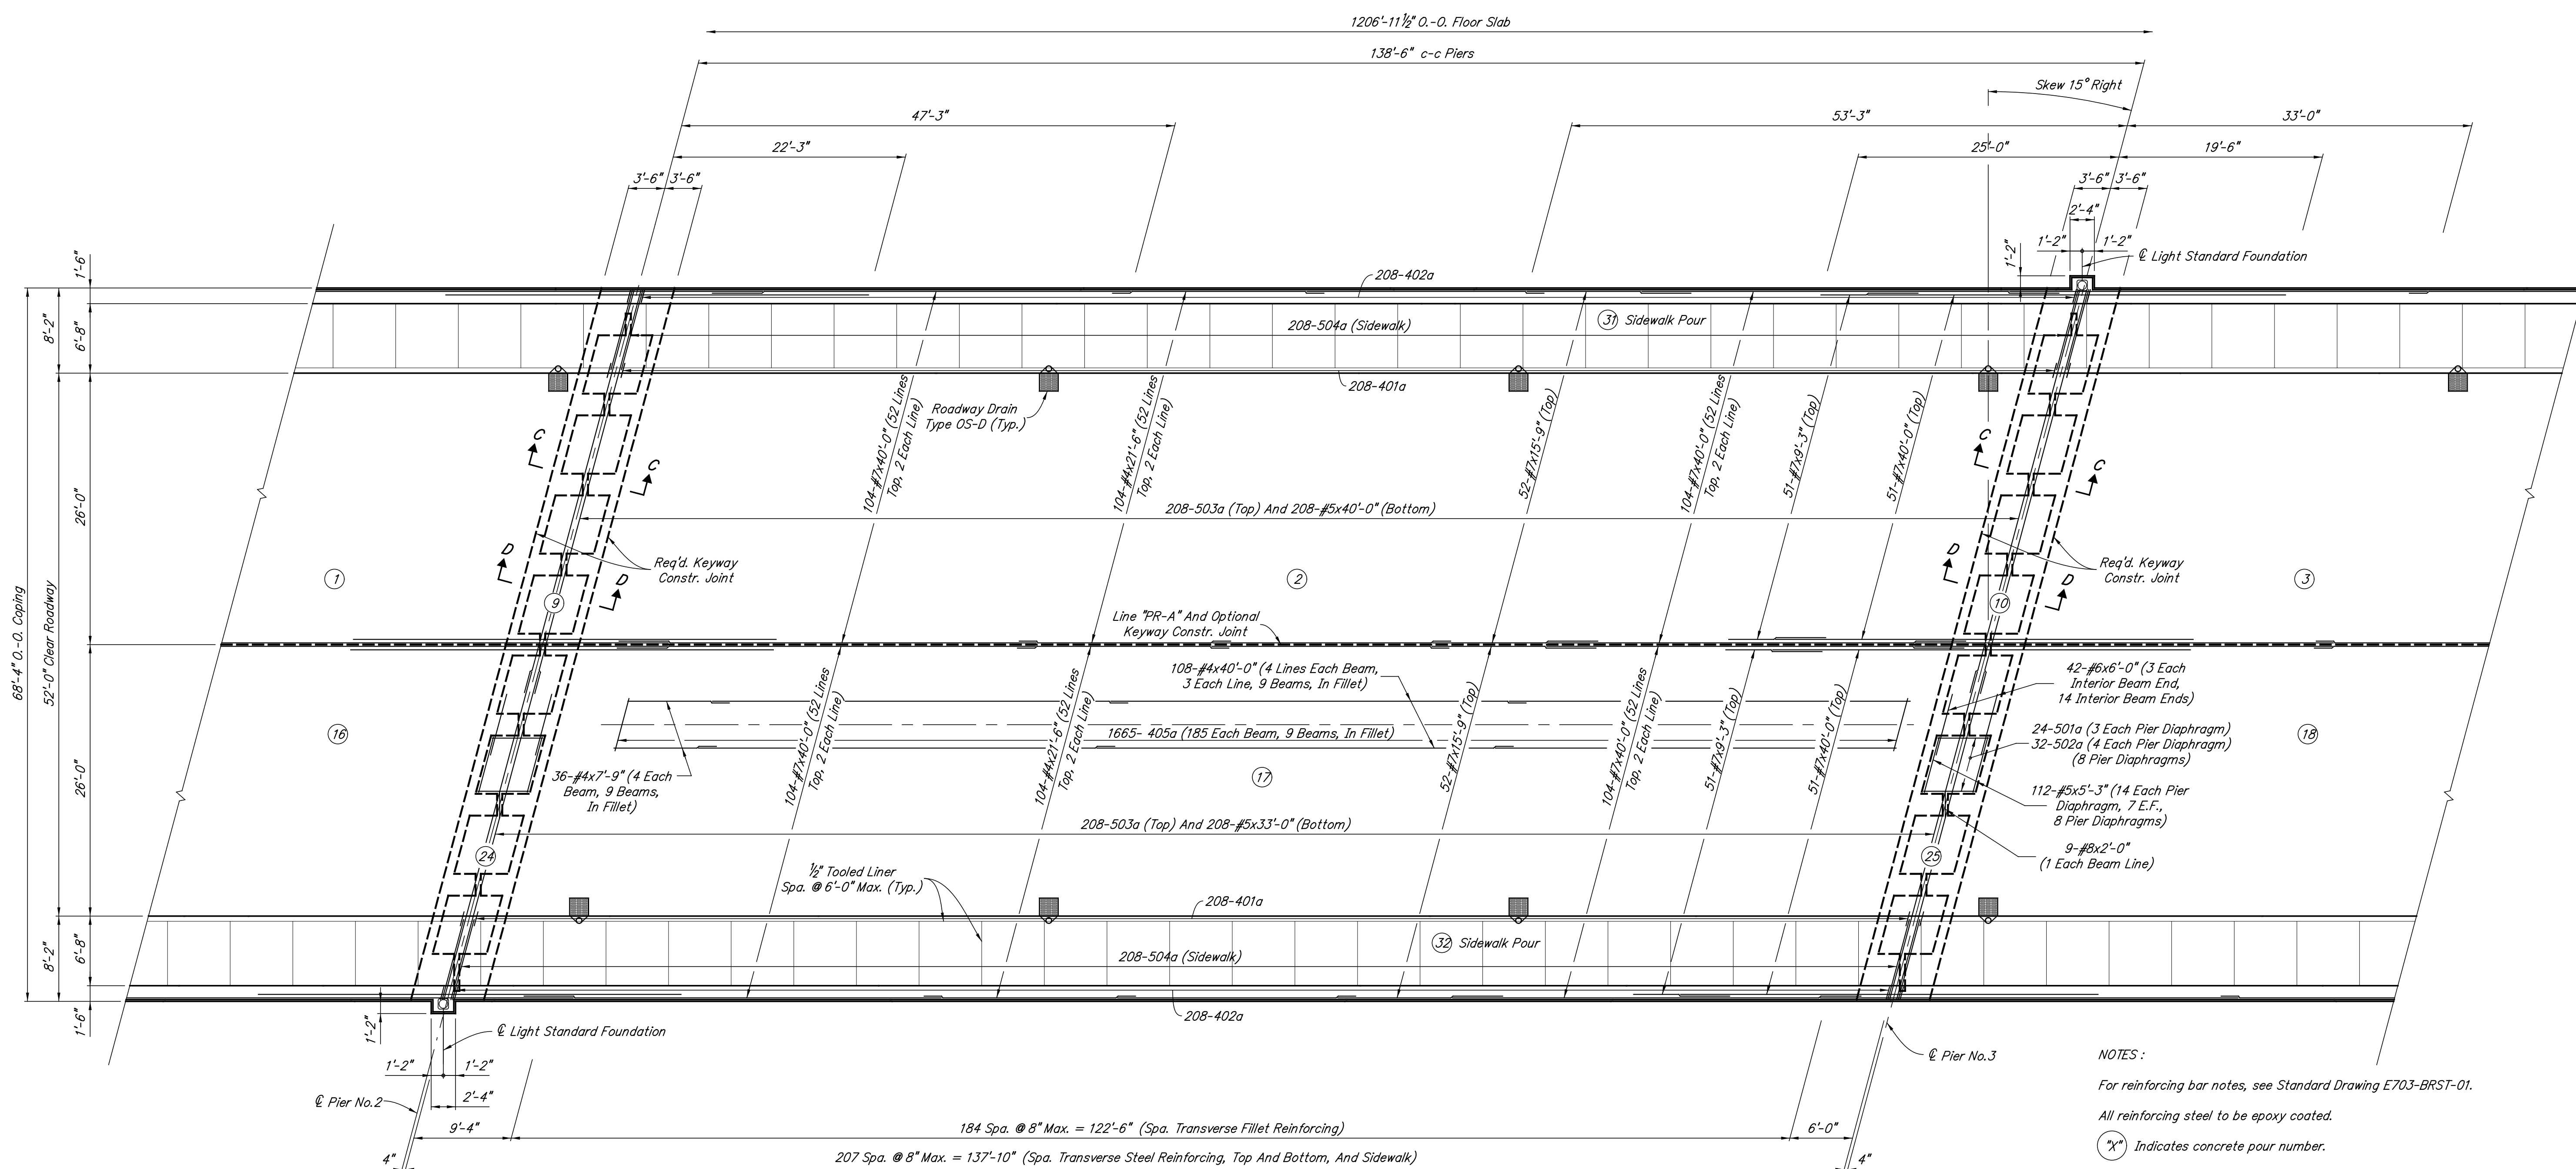 1206'-11½" O.-O. Floor Slab
138'-6" c-c Piers
Skew 15° Right
47'-3"
53'-3"
33'-0"
22'-3"
25'-0"
19'-6"
3'-6" 3'-6"
3'-6" 3'-6"
2'-4"
1'-2" 1'-2"
1'-2"
℄ Light Standard Foundation
1'-6"
8'-2"
6'-8"
26'-0"
68'-4" O.-O. Coping
52'-0" Clear Roadway
26'-0"
8'-2"
6'-8"
1'-6"
208-402a
208-504a (Sidewalk)
31 Sidewalk Pour
208-401a
Roadway Drain
Type OS-D (Typ.)
104-#7x40'-0" (52 Lines
Top, 2 Each Line)
104-#4x21'-6" (52 Lines
Top, 2 Each Line)
52-#7x15'-9" (Top)
104-#7x40'-0" (52 Lines
Top, 2 Each Line)
51-#7x9'-3" (Top)
51-#7x40'-0" (Top)
C
C
C
C
208-503a (Top) And 208-#5x40'-0" (Bottom)
D
D
D
D
Req'd. Keyway
Constr. Joint
Req'd. Keyway
Constr. Joint
1
9
2
10
3
Line "PR-A" And Optional
Keyway Constr. Joint
108-#4x40'-0" (4 Lines Each Beam,
3 Each Line, 9 Beams, In Fillet)
42-#6x6'-0" (3 Each
Interior Beam End,
14 Interior Beam Ends)
104-#7x40'-0" (52 Lines
Top, 2 Each Line)
104-#4x21'-6" (52 Lines
Top, 2 Each Line)
52-#7x15'-9" (Top)
104-#7x40'-0" (52 Lines
Top, 2 Each Line)
51-#7x9'-3" (Top)
51-#7x40'-0" (Top)
16
1665- 405a (185 Each Beam, 9 Beams, In Fillet)
24-501a (3 Each Pier Diaphragm)
32-502a (4 Each Pier Diaphragm)
(8 Pier Diaphragms)
18
36-#4x7'-9" (4 Each
Beam, 9 Beams,
In Fillet)
17
112-#5x5'-3" (14 Each Pier
Diaphragm, 7 E.F.,
8 Pier Diaphragms)
208-503a (Top) And 208-#5x33'-0" (Bottom)
24
25
9-#8x2'-0"
(1 Each Beam Line)
½" Tooled Liner
Spa. @ 6'-0" Max. (Typ.)
208-401a
32 Sidewalk Pour
208-504a (Sidewalk)
208-402a
1'-2"
℄ Light Standard Foundation
1'-2" 1'-2"
2'-4"
℄ Pier No.2
℄ Pier No.3
9'-4"
184 Spa. @ 8" Max. = 122'-6" (Spa. Transverse Fillet Reinforcing)
6'-0"
4"
207 Spa. @ 8" Max. = 137'-10" (Spa. Transverse Steel Reinforcing, Top And Bottom, And Sidewalk)
4"
NOTES :
For reinforcing bar notes, see Standard Drawing E703-BRST-01.
All reinforcing steel to be epoxy coated.
"X" Indicates concrete pour number.